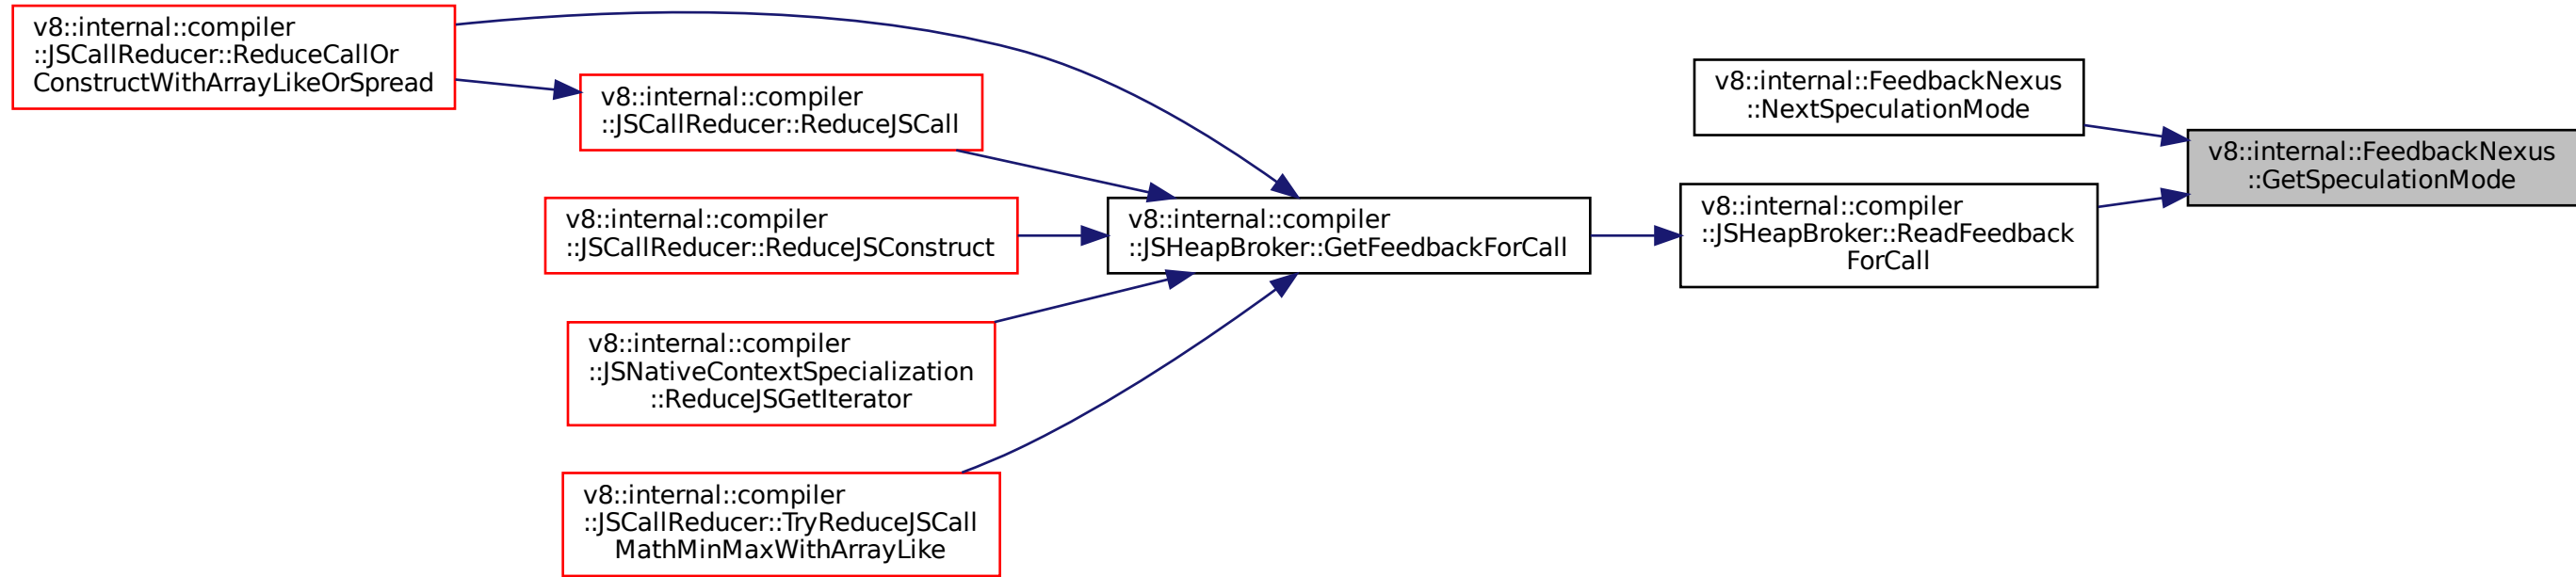 v8::internal::compiler
::JSCallReducer::ReduceCallOr
ConstructWithArrayLikeOrSpread
v8::internal::compiler
::JSCallReducer::ReduceJSCall
v8::internal::compiler
::JSCallReducer::ReduceJSConstruct
v8::internal::compiler
::JSNativeContextSpecialization
::ReduceJSGetIterator
v8::internal::compiler
::JSCallReducer::TryReduceJSCall
MathMinMaxWithArrayLike
v8::internal::compiler
::JSHeapBroker::GetFeedbackForCall
v8::internal::FeedbackNexus
::NextSpeculationMode
v8::internal::compiler
::JSHeapBroker::ReadFeedback
ForCall
v8::internal::FeedbackNexus
::GetSpeculationMode